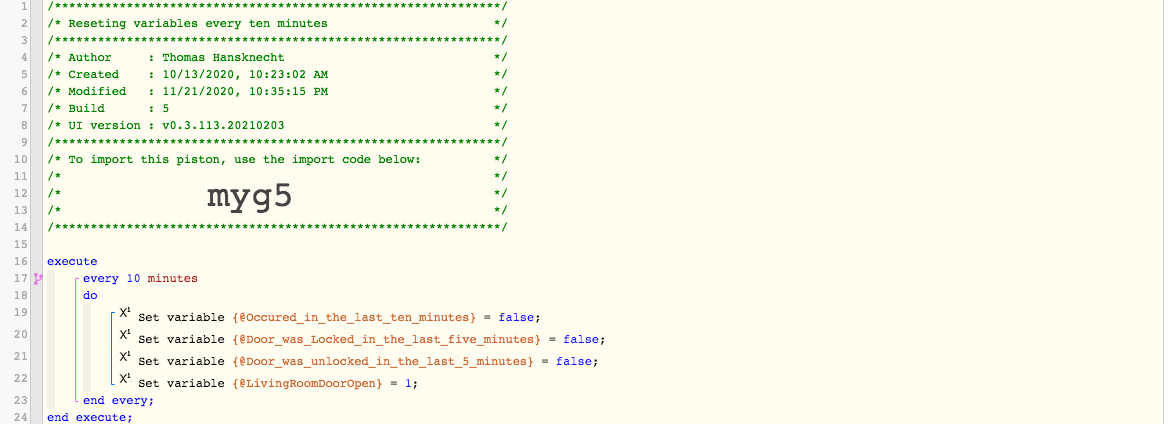 1 /**************************************************************/
2 /* Reseting variables every ten minutes */
3 /**************************************************************/
4 /* Author : Thomas Hansknecht */
5 /* Created : 10/13/2020, 10:23:02 AM */
6 /* Modified : 11/21/2020, 10:35:15 PM */
7 /* Build : 5 */
8 /* UI version : v0.3.113.20210203 */
9 /**************************************************************/
10 /* To import this piston, use the import code below: */
11 /* */
12 /* myg5 */
13 /* */
14 /**************************************************************/
15
16 execute
17 every 10 minutes
18 do
19 X¹ Set variable {@Occured_in_the_last_ten_minutes} = false;
20 X¹ Set variable {@Door_was_Locked_in_the_last_five_minutes} = false;
21 X¹ Set variable {@Door_was_unlocked_in_the_last_5_minutes} = false;
22 X¹ Set variable {@LivingRoomDoorOpen} = 1;
23 end every;
24 end execute;